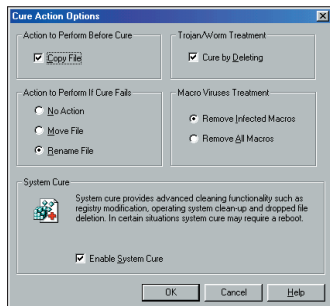 Cure Action Options
Action to Perform Before Cure
Copy File
Trojan/Worm Treatment
Cure by Deleting
Action to Perform If Cure Fails
No Action
Move File
Rename File
Macro Viruses Treatment
Remove Infected Macros
Remove All Macros
System Cure
System cure provides advanced cleaning functionality such as
registry modification, operating system clean-up and dropped file
deletion. In certain situations system cure may require a reboot.
Enable System Cure
OK Cancel Help